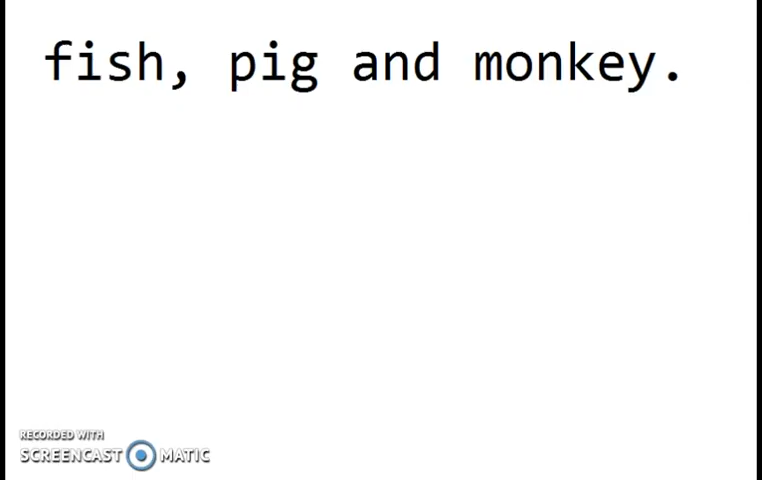 fish, pig and monkey.
RECORDED WITH
SCREENCAST MATIC